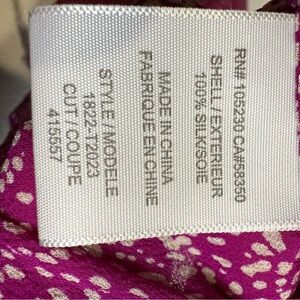 RN# 105230 CA#88350
SHELL / EXTERIEUR
100% SILK/SOIE
MADE IN CHINA
FABRIQUE EN CHINE
STYLE / MODELE
1822-T2023
CUT / COUPE
415557